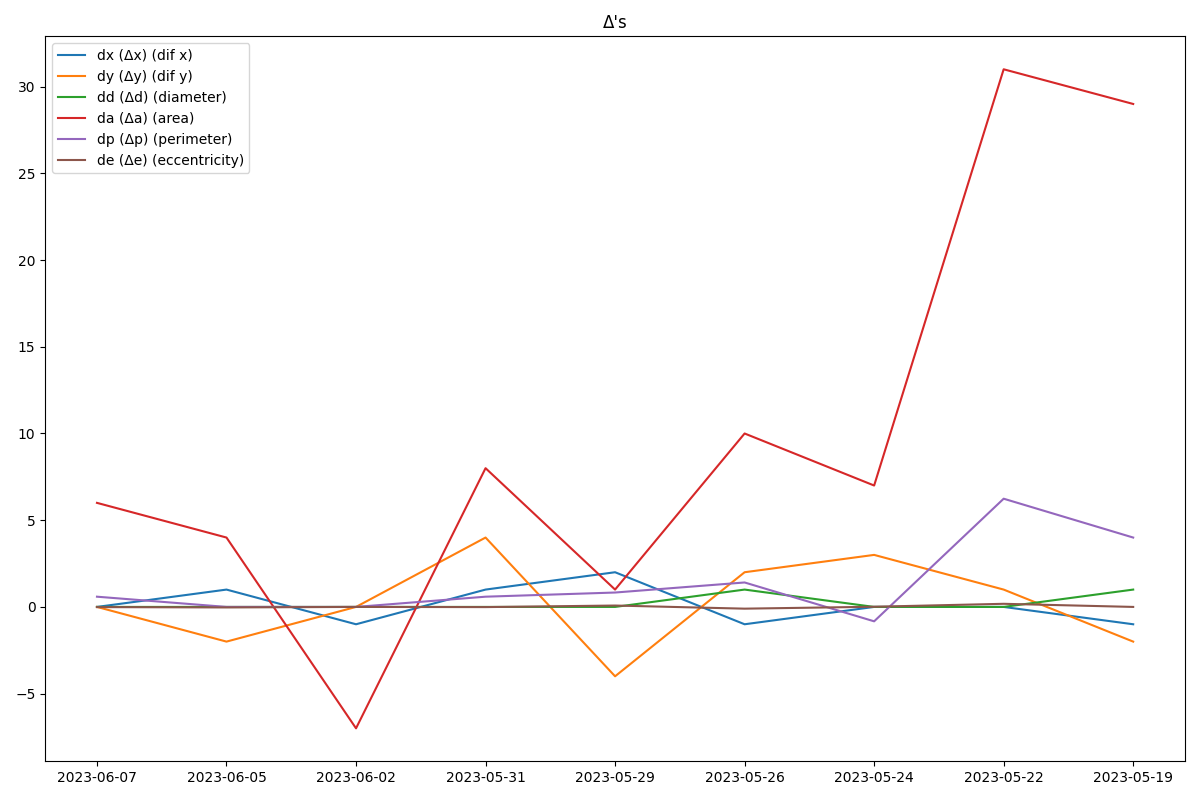 Δ's
dx (Δx) (dif x)
dy (Δy) (dif y)
dd (Δd) (diameter)
da (Δa) (area)
dp (Δp) (perimeter)
de (Δe) (eccentricity)
30
25
20
15
10
5
0
−5
2023-06-07 2023-06-05 2023-06-02 2023-05-31 2023-05-29 2023-05-26 2023-05-24 2023-05-22 2023-05-19